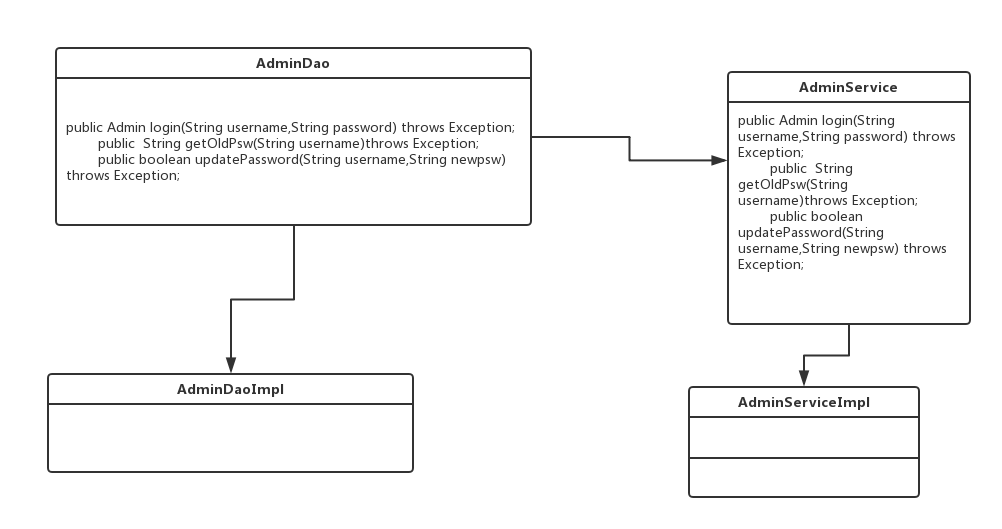 AdminDao
public Admin login(String username,String password) throws Exception;
public  String getOldPsw(String username)throws Exception;
public boolean updatePassword(String username,String newpsw)
throws Exception;
AdminService
public Admin login(String
username,String password) throws
Exception;
public  String
getOldPsw(String
username)throws Exception;
public boolean
updatePassword(String
username,String newpsw) throws
Exception;
AdminDaoImpl
AdminServiceImpl